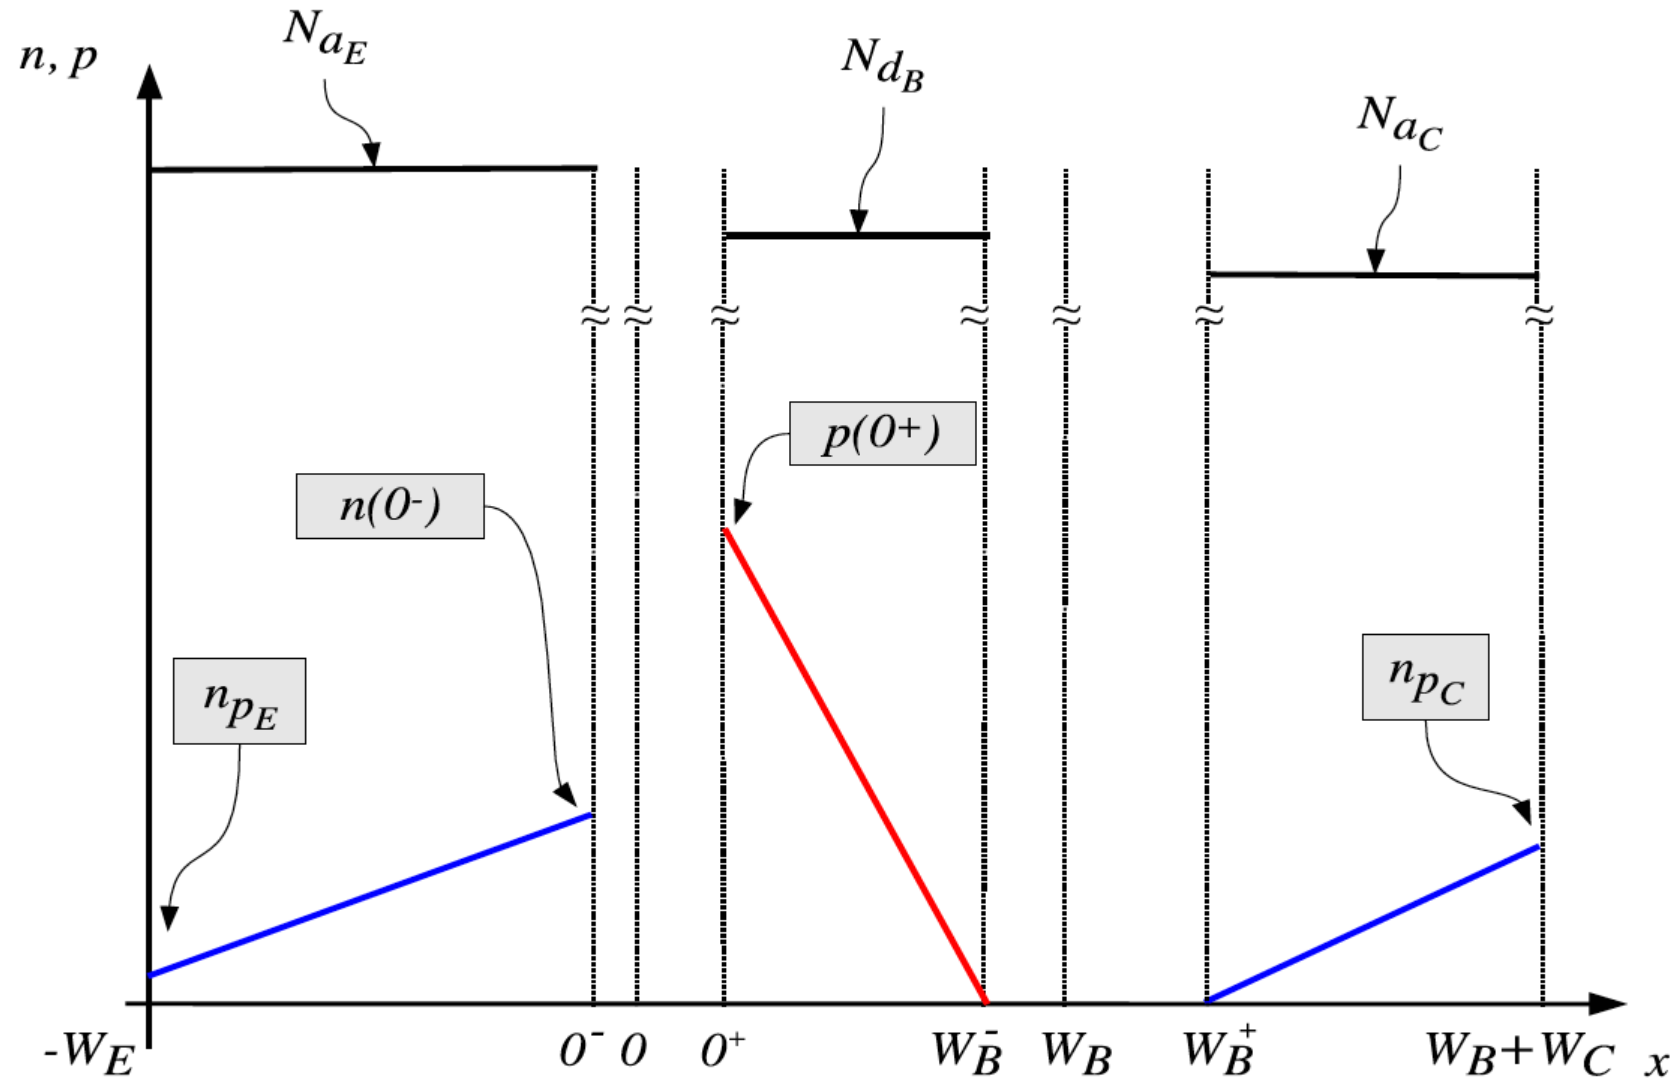 n, p
N_{a_E}
N_{d_B}
N_{a_C}
p(0+)
n(0-)
n_{p_E}
n_{p_C}
-W_E 0^- 0 0^+ W_B^- W_B W_B^+ W_B+W_C x